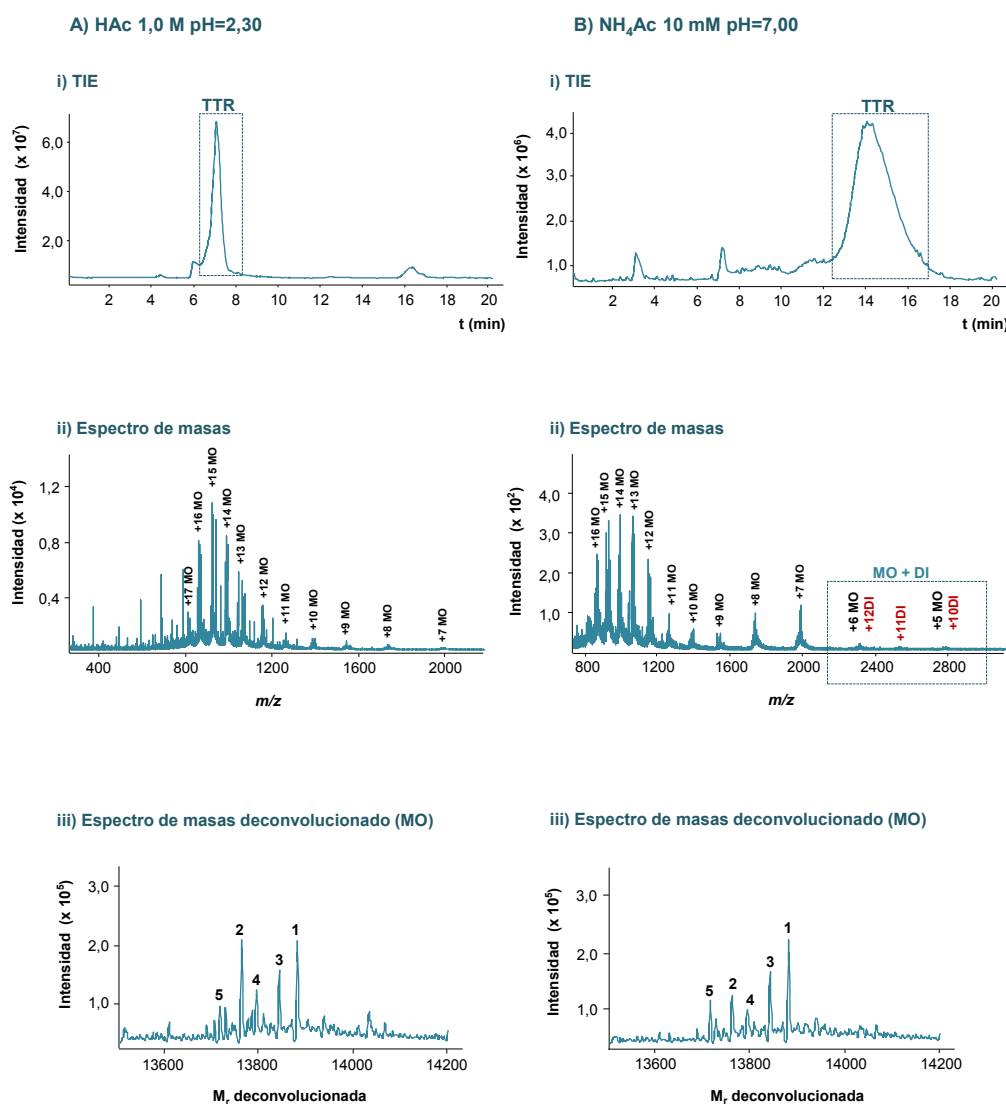 A) HAc 1,0 M pH=2,30
B) NH₄Ac 10 mM pH=7,00
i) TIE
TTR
Intensidad (x 10⁷)
6,0
4,0
2,0
2 4 6 8 10 12 14 16 18 20
t (min)
i) TIE
TTR
Intensidad (x 10⁶)
4,0
3,0
2,0
1,0
2 4 6 8 10 12 14 16 18 20
t (min)
ii) Espectro de masas
Intensidad (x 10⁴)
1,2
0,8
0,4
+17 MO
+16 MO
+15 MO
+14 MO
+13 MO
+12 MO
+11 MO
+10 MO
+9 MO
+8 MO
+7 MO
400 800 1200 1600 2000
m/z
ii) Espectro de masas
Intensidad (x 10²)
4,0
3,0
2,0
1,0
+16 MO
+15 MO
+14 MO
+13 MO
+12 MO
+11 MO
+10 MO
+9 MO
+8 MO
+7 MO
MO + DI
+6 MO
+12DI
+11DI
+5 MO
+10DI
800 1200 1600 2000 2400 2800
m/z
iii) Espectro de masas deconvolucionado (MO)
Intensidad (x 10⁵)
3,0
2,0
1,0
5 2 4 3 1
13600 13800 14000 14200
Mᵣ deconvolucionada
iii) Espectro de masas deconvolucionado (MO)
Intensidad (x 10⁵)
3,0
2,0
1,0
5 2 4 3 1
13600 13800 14000 14200
Mᵣ deconvolucionada